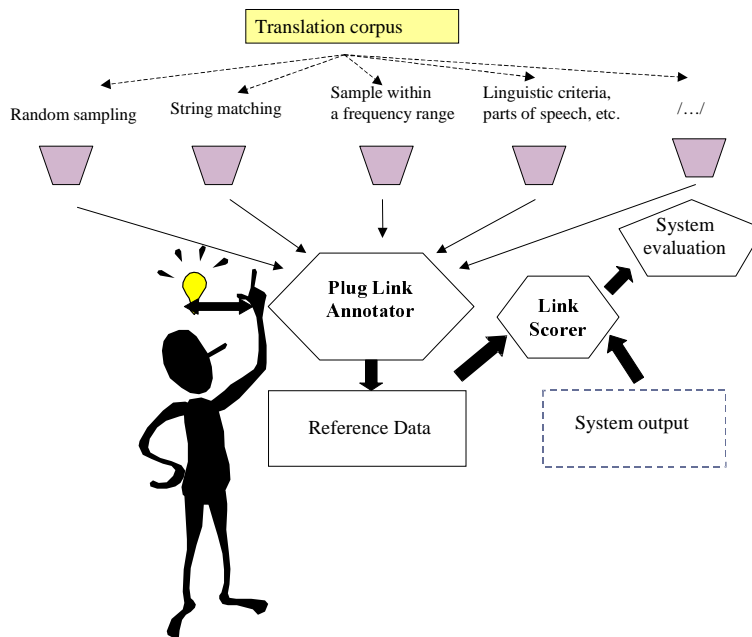 Translation corpus
Random sampling
String matching
Sample within
a frequency range
Linguistic criteria,
parts of speech, etc.
/…/
System
evaluation
Plug Link
Annotator
Link
Scorer
Reference Data
System output